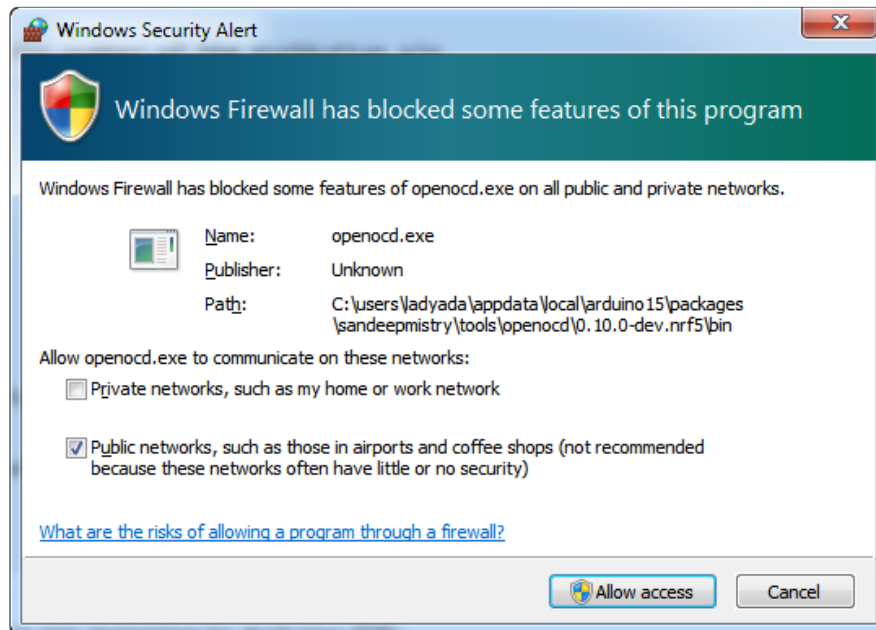 Windows Security Alert
Windows Firewall has blocked some features of this program
Windows Firewall has blocked some features of openocd.exe on all public and private networks.
Name: openocd.exe
Publisher: Unknown
Path: C:\users\ladyada\appdata\local\arduino15\packages
\sandeepmistry\tools\openocd\0.10.0-dev.nrf5\bin
Allow openocd.exe to communicate on these networks:
Private networks, such as my home or work network
Public networks, such as those in airports and coffee shops (not recommended
because these networks often have little or no security)
What are the risks of allowing a program through a firewall?
Allow access Cancel